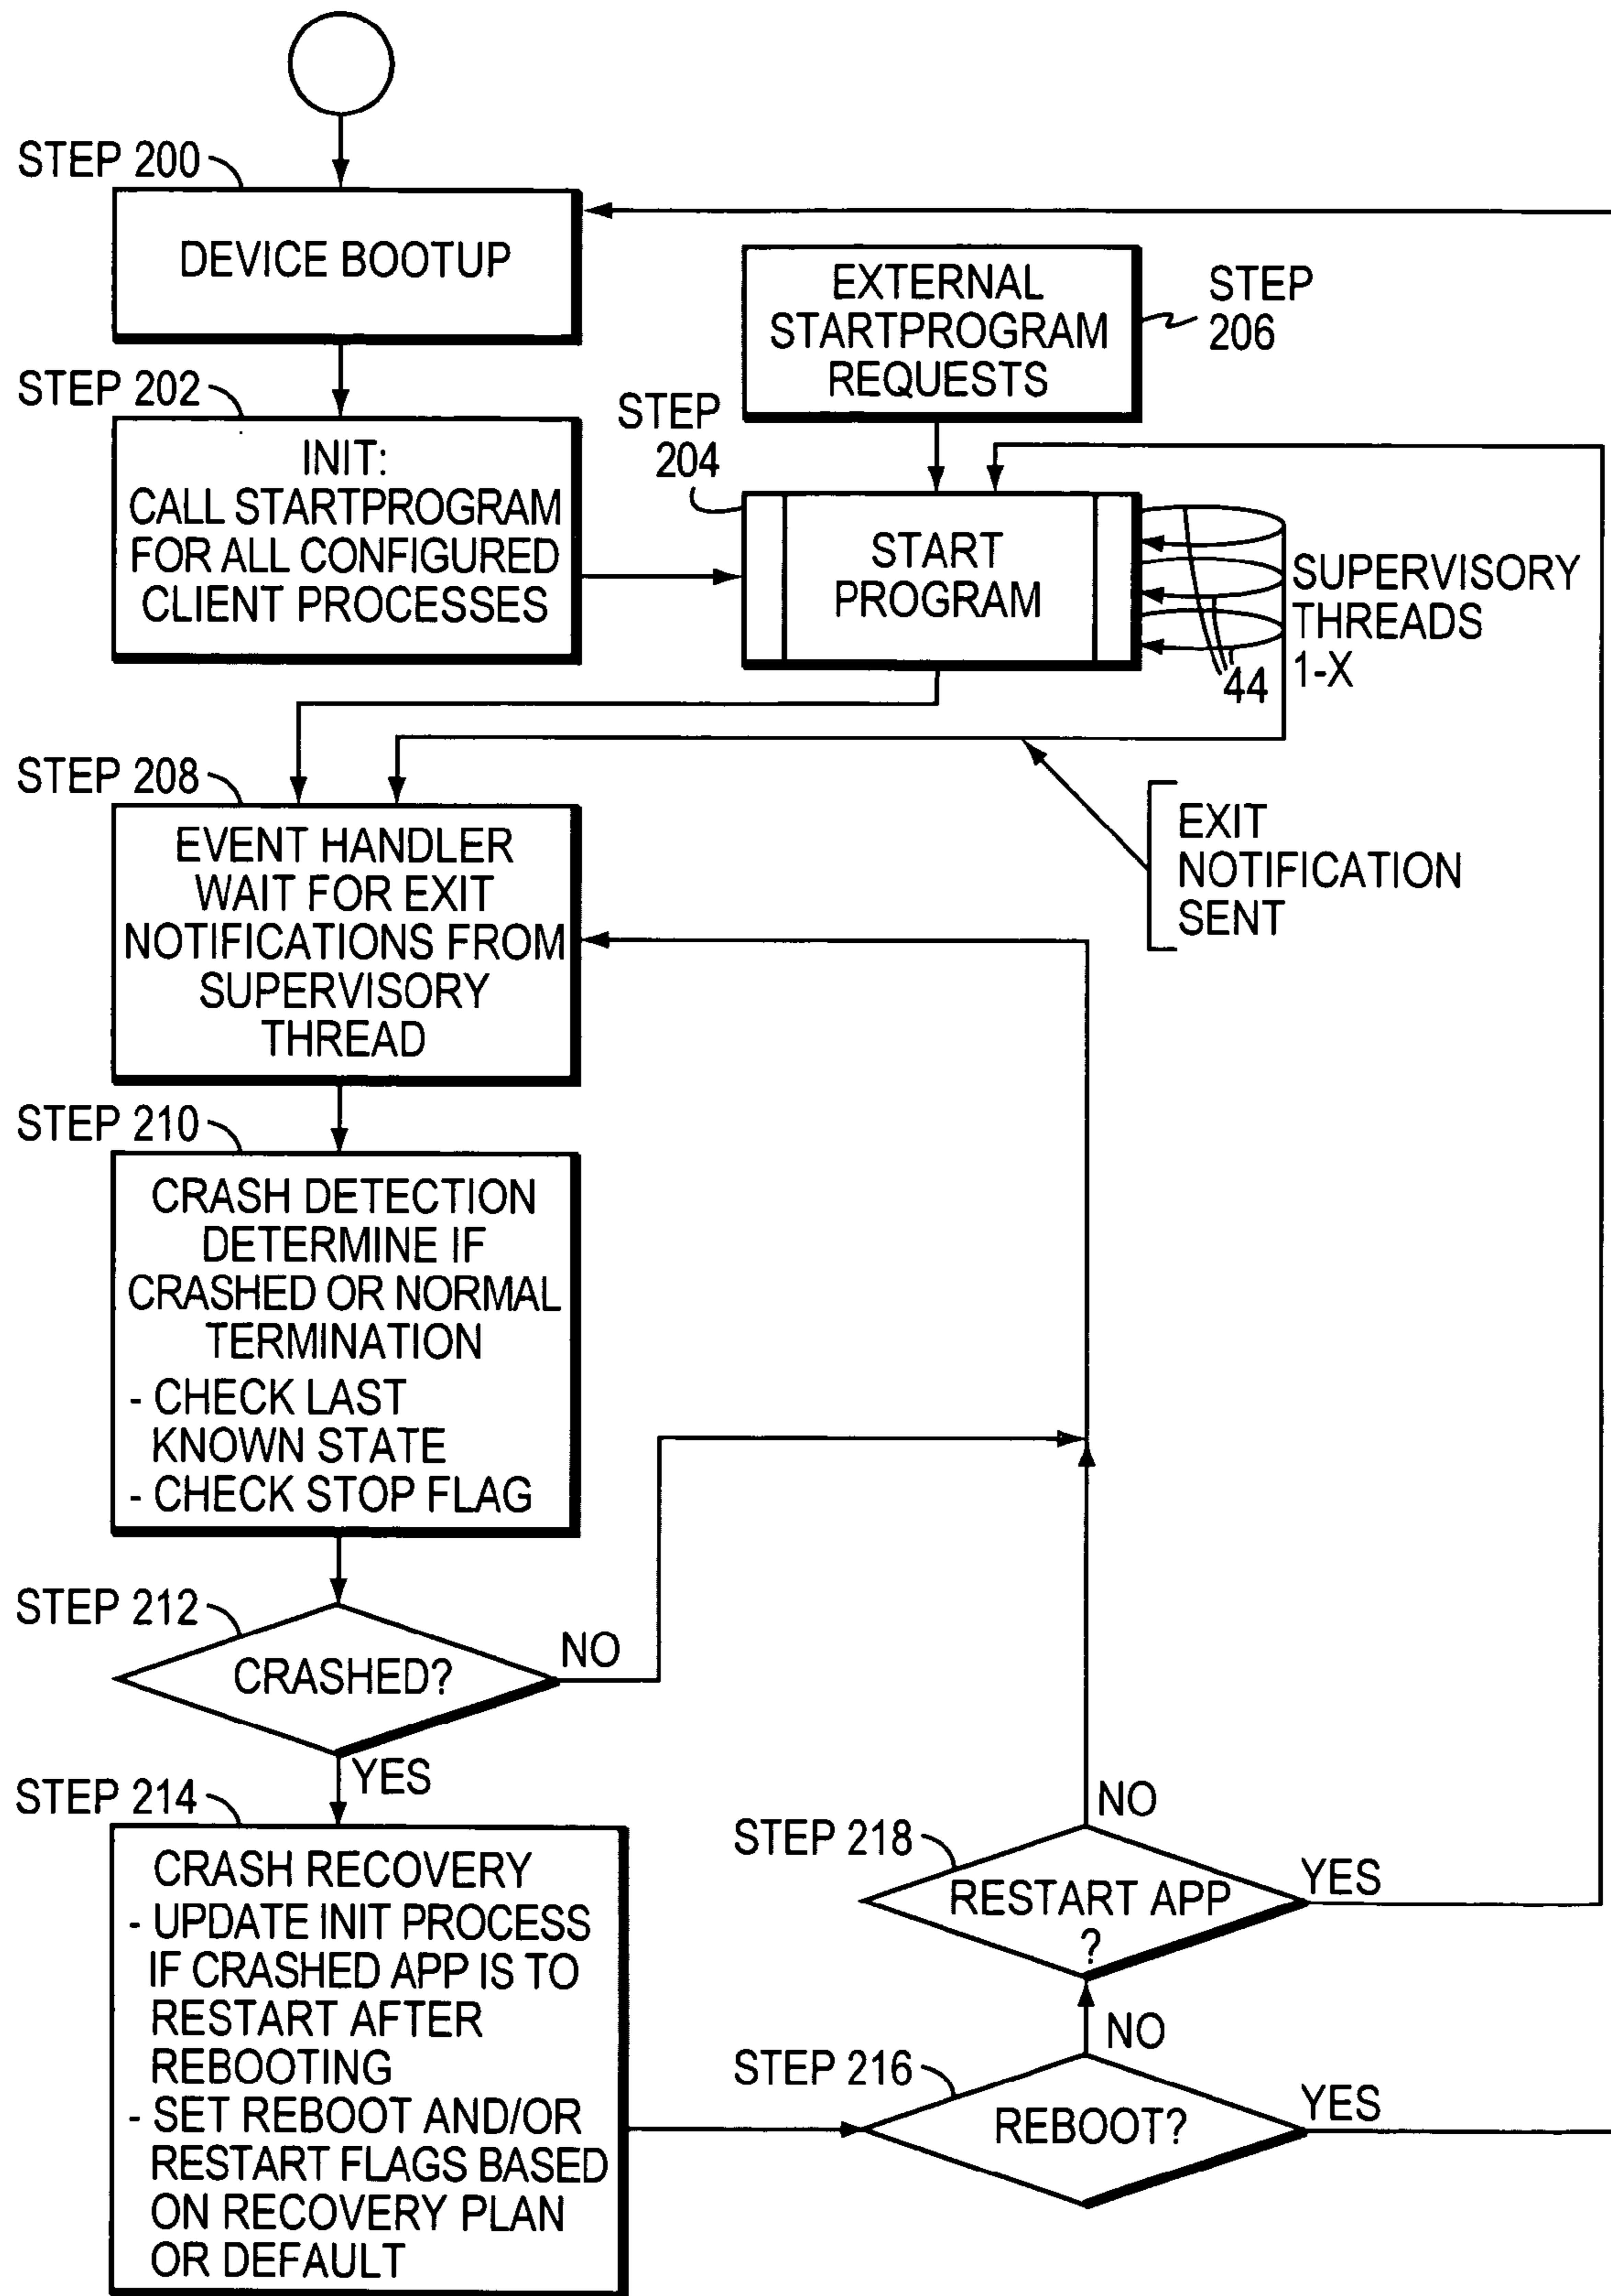 STEP 200
DEVICE BOOTUP
EXTERNAL
STARTPROGRAM
REQUESTS
STEP
206
STEP 202
INIT:
CALL STARTPROGRAM
FOR ALL CONFIGURED
CLIENT PROCESSES
STEP
204
START
PROGRAM
SUPERVISORY
THREADS
1-X
44
STEP 208
EVENT HANDLER
WAIT FOR EXIT
NOTIFICATIONS FROM
SUPERVISORY
THREAD
EXIT
NOTIFICATION
SENT
STEP 210
CRASH DETECTION
DETERMINE IF
CRASHED OR NORMAL
TERMINATION
- CHECK LAST
KNOWN STATE
- CHECK STOP FLAG
STEP 212
CRASHED?
NO
YES
STEP 214
CRASH RECOVERY
- UPDATE INIT PROCESS
IF CRASHED APP IS TO
RESTART AFTER
REBOOTING
- SET REBOOT AND/OR
RESTART FLAGS BASED
ON RECOVERY PLAN
OR DEFAULT
NO
STEP 218
RESTART APP
?
YES
NO
STEP 216
REBOOT?
YES